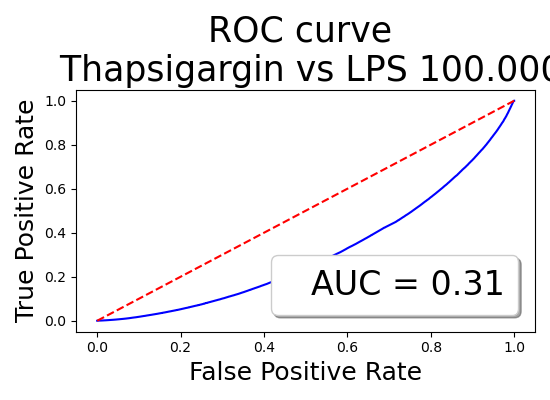 ROC curve
Thapsigargin vs LPS 100.000
True Positive Rate
1.0
0.8
0.6
0.4
0.2
0.0
AUC = 0.31
0.0 0.2 0.4 0.6 0.8 1.0
False Positive Rate